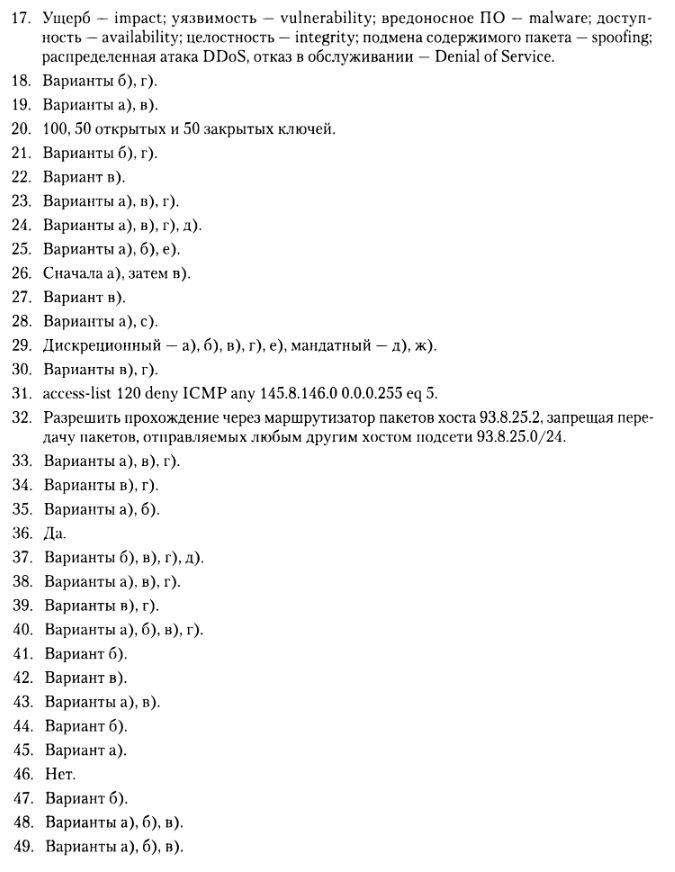 17. Ущерб — impact; уязвимость — vulnerability; вредоносное ПО — malware; доступ-
ность — availability; целостность — integrity; подмена содержимого пакета — spoofing;
распределенная атака DDoS, отказ в обслуживании — Denial of Service.
18. Варианты б), г).
19. Варианты а), в).
20. 100, 50 открытых и 50 закрытых ключей.
21. Варианты б), г).
22. Вариант в).
23. Варианты а), в), г).
24. Варианты а), в), г), д).
25. Варианты а), б), е).
26. Сначала а), затем в).
27. Вариант в).
28. Варианты а), с).
29. Дискреционный — а), б), в), г), е), мандатный — д), ж).
30. Варианты в), г).
31. access-list 120 deny ICMP any 145.8.146.0 0.0.0.255 eq 5.
32. Разрешить прохождение через маршрутизатор пакетов хоста 93.8.25.2, запрещая пере-
дачу пакетов, отправляемых любым другим хостом подсети 93.8.25.0/24.
33. Варианты а), в), г).
34. Варианты в), г).
35. Варианты а), б).
36. Да.
37. Варианты б), в), г), д).
38. Варианты а), в), г).
39. Варианты в), г).
40. Варианты а), б), в), г).
41. Вариант б).
42. Вариант в).
43. Варианты а), в).
44. Вариант б).
45. Вариант а).
46. Нет.
47. Вариант б).
48. Варианты а), б), в).
49. Варианты а), б), в).